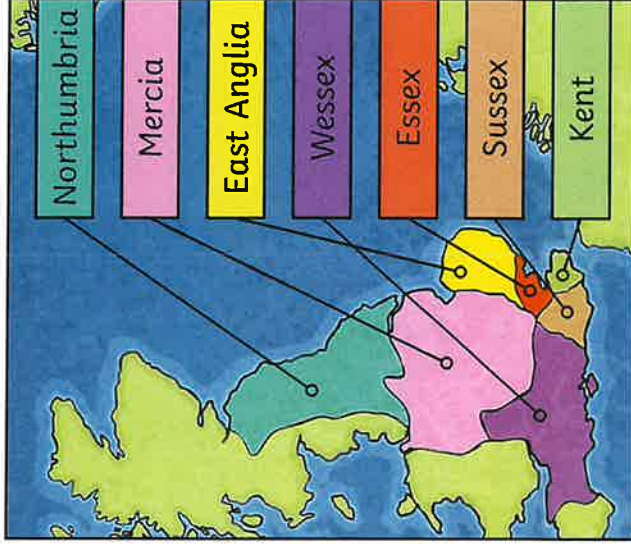 Northumbria
Mercia
East Anglia
Wessex
Essex
Sussex
Kent